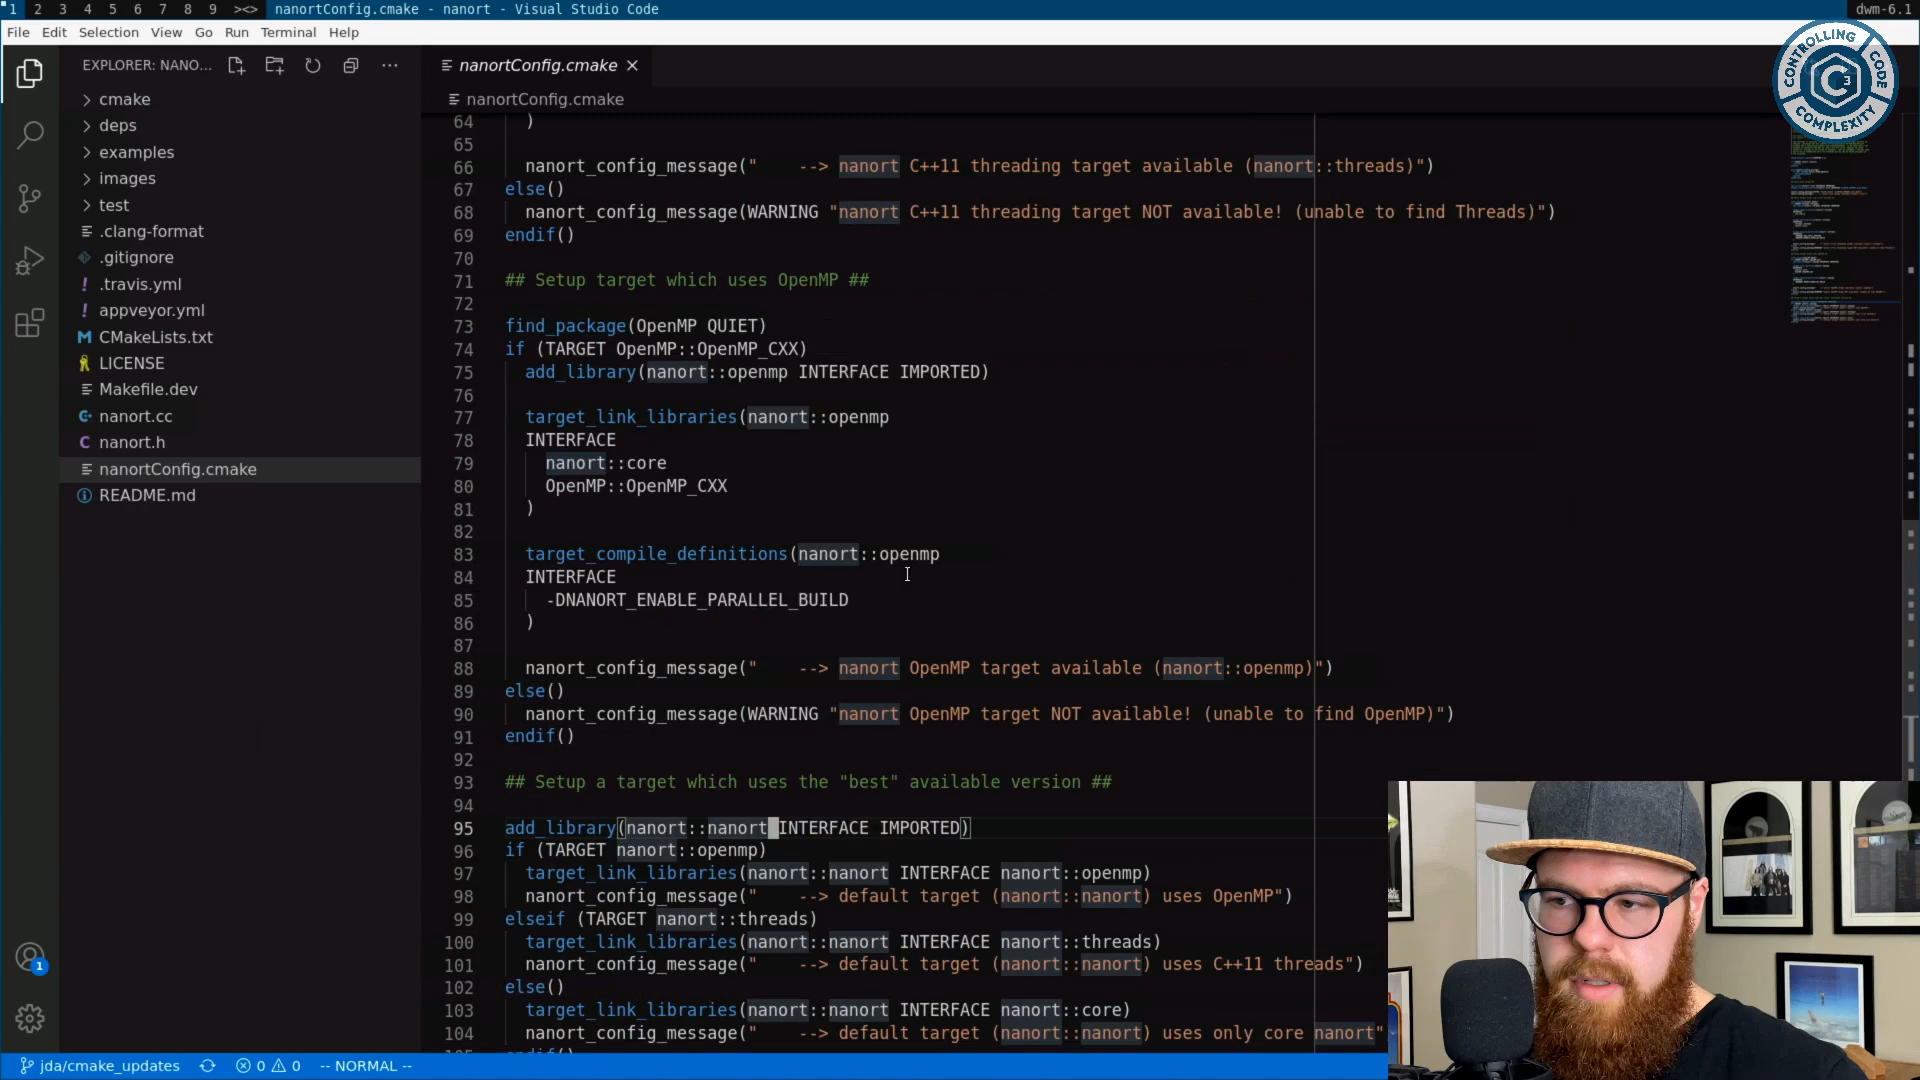 1 2 3 4 5 6 7 8 9 ><> nanortConfig.cmake - nanort - Visual Studio Code dwm-6.1
File Edit Selection View Go Run Terminal Help
EXPLORER: NANO...
cmake
deps
examples
images
test
.clang-format
.gitignore
! .travis.yml
! appveyor.yml
M CMakeLists.txt
LICENSE
Makefile.dev
nanort.cc
C nanort.h
nanortConfig.cmake
README.md
nanortConfig.cmake
nanortConfig.cmake
CONTROLLING CODE COMPLEXITY
C3
64 )
65
66 nanort_config_message("    --> nanort C++11 threading target available (nanort::threads)")
67 else()
68 nanort_config_message(WARNING "nanort C++11 threading target NOT available! (unable to find Threads)")
69 endif()
70
71 ## Setup target which uses OpenMP ##
72
73 find_package(OpenMP QUIET)
74 if (TARGET OpenMP::OpenMP_CXX)
75 add_library(nanort::openmp INTERFACE IMPORTED)
76
77 target_link_libraries(nanort::openmp
78 INTERFACE
79 nanort::core
80 OpenMP::OpenMP_CXX
81 )
82
83 target_compile_definitions(nanort::openmp
84 INTERFACE
85 -DNANORT_ENABLE_PARALLEL_BUILD
86 )
87
88 nanort_config_message("    --> nanort OpenMP target available (nanort::openmp)")
89 else()
90 nanort_config_message(WARNING "nanort OpenMP target NOT available! (unable to find OpenMP)")
91 endif()
92
93 ## Setup a target which uses the "best" available version ##
94
95 add_library(nanort::nanort INTERFACE IMPORTED)
96 if (TARGET nanort::openmp)
97 target_link_libraries(nanort::nanort INTERFACE nanort::openmp)
98 nanort_config_message("    --> default target (nanort::nanort) uses OpenMP")
99 elseif (TARGET nanort::threads)
100 target_link_libraries(nanort::nanort INTERFACE nanort::threads)
101 nanort_config_message("    --> default target (nanort::nanort) uses C++11 threads")
102 else()
103 target_link_libraries(nanort::nanort INTERFACE nanort::core)
104 nanort_config_message("    --> default target (nanort::nanort) uses only core nanort"
1
jda/cmake_updates 0 0 -- NORMAL --